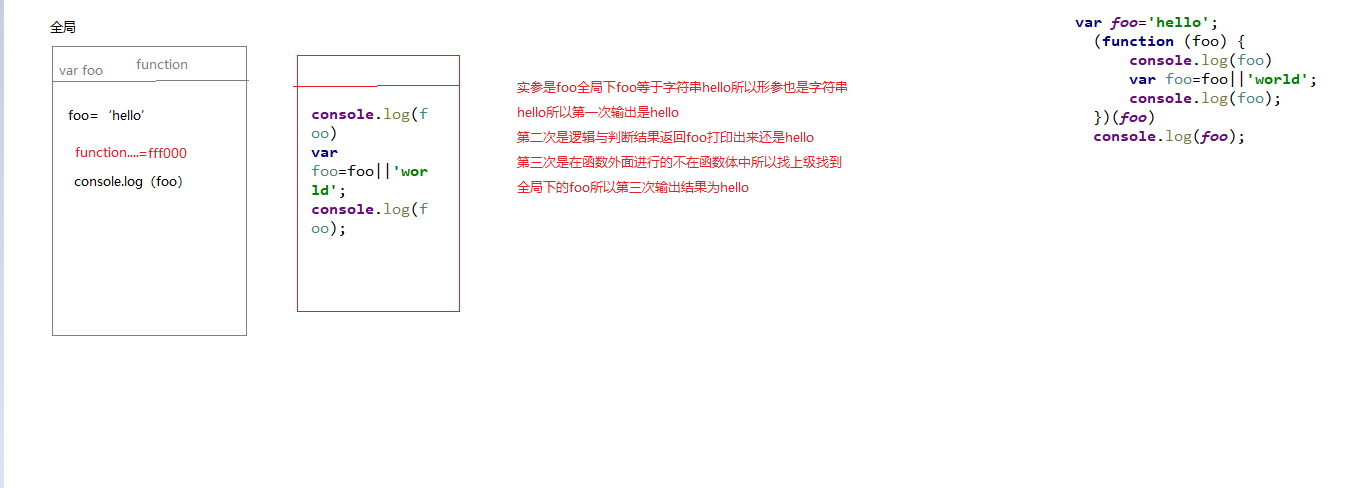 全局
var foo function
foo=‘hello’
function....=fff000
console.log（foo）
console.log(f
oo)
var
foo=foo||'wor
ld';
console.log(f
oo);
实参是foo全局下foo等于字符串hello所以形参也是字符串
hello所以第一次输出是hello
第二次是逻辑与判断结果返回foo打印出来还是hello
第三次是在函数外面进行的不在函数体中所以找上级找到
全局下的foo所以第三次输出结果为hello
var foo='hello';
(function (foo) {
console.log(foo)
var foo=foo||'world';
console.log(foo);
})(foo)
console.log(foo);